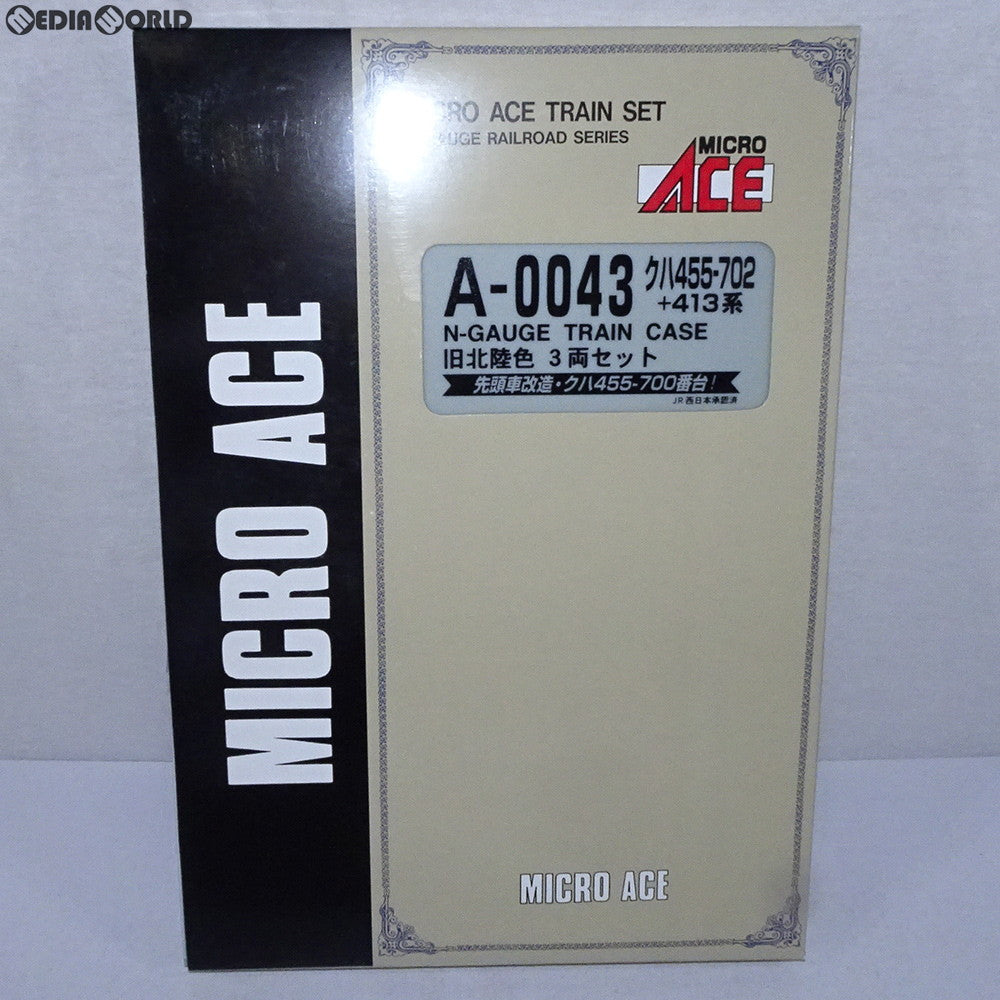 MEDIAWORLD
ACE TRAIN SET
RAILROAD SERIES
MICRO
ACE
A-0043 クハ455-702
+413系
N-GAUGE TRAIN CASE
旧北陸色 3両セット
先頭車改造・クハ455-700番台!
JR西日本承認済
MICRO ACE
MICRO ACE